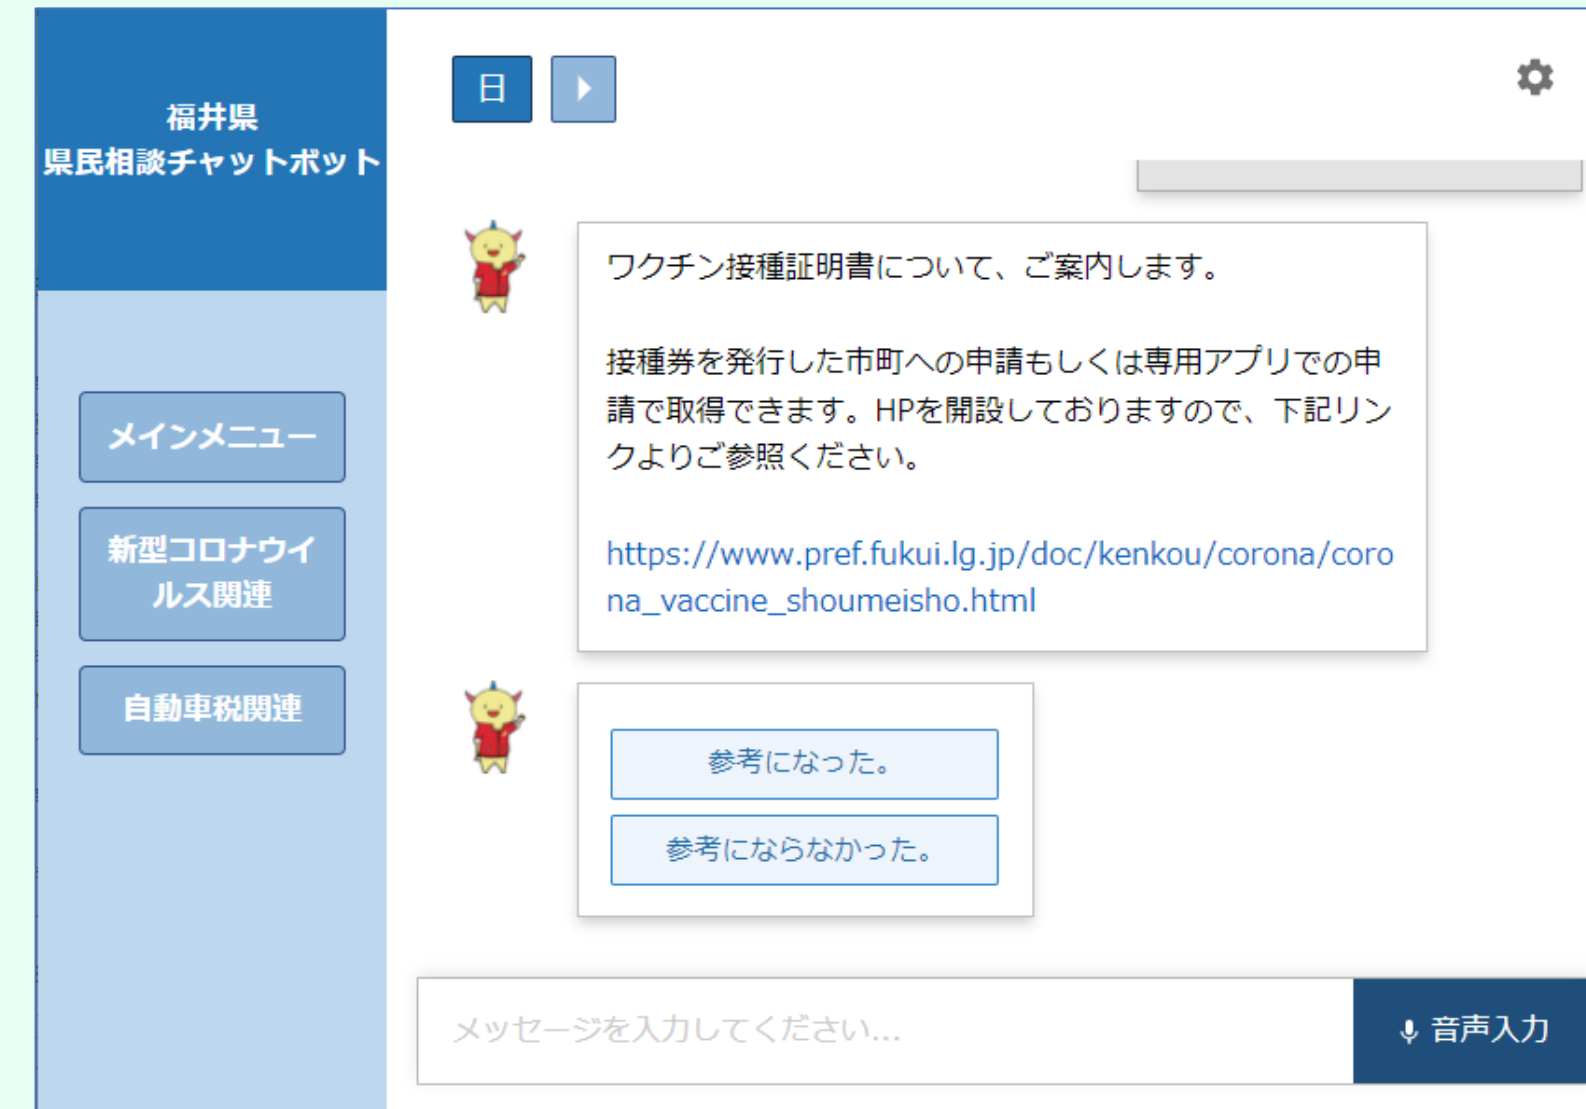 福井県
県民相談チャットボット
メインメニュー
新型コロナウイ
ルス関連
自動車税関連
日
ワクチン接種証明書について、ご案内します。
接種券を発行した市町への申請もしくは専用アプリでの申
請で取得できます。HPを開設しておりますので、下記リン
クよりご参照ください。
https://www.pref.fukui.lg.jp/doc/kenkou/corona/coro
na_vaccine_shoumeisho.html
参考になった。
参考にならなかった。
メッセージを入力してください...
音声入力